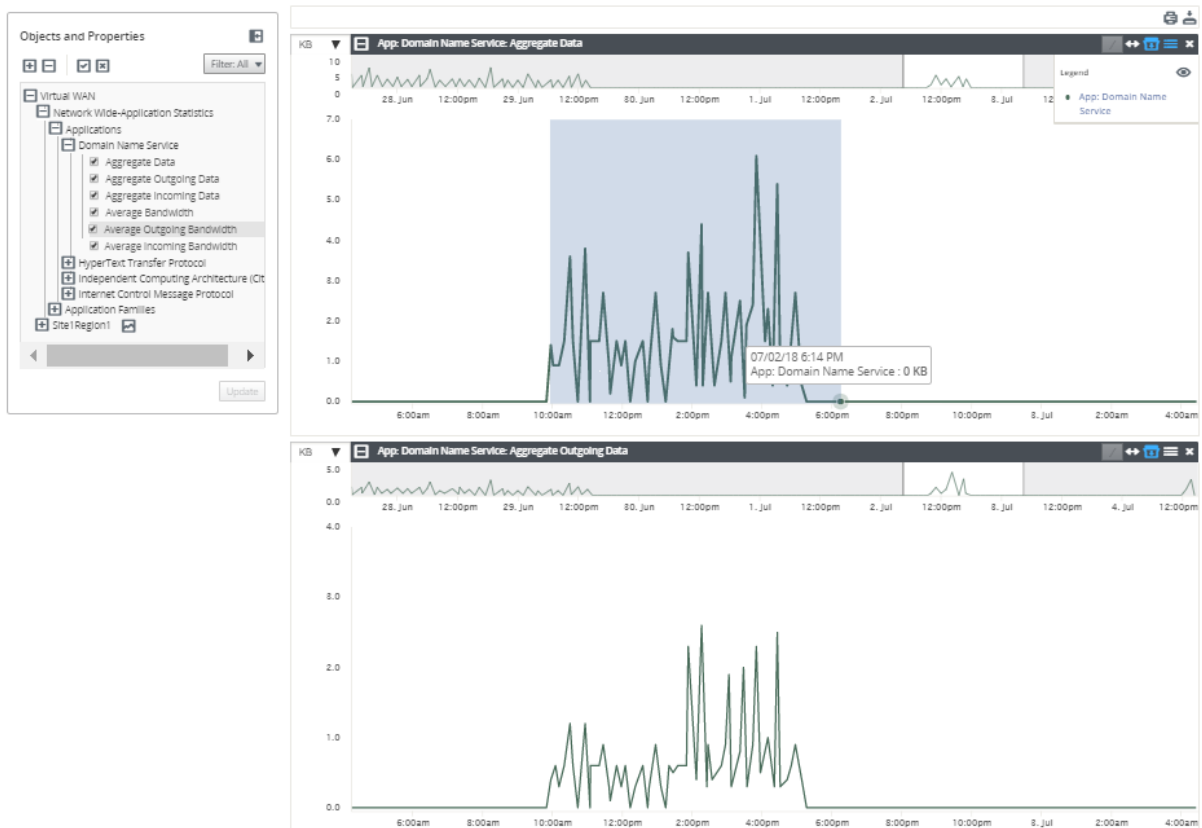 Objects and Properties
Filter: All
Virtual WAN
Network Wide-Application Statistics
Applications
Domain Name Service
Aggregate Data
Aggregate Outgoing Data
Aggregate Incoming Data
Average Bandwidth
Average Outgoing Bandwidth
Average Incoming Bandwidth
HyperText Transfer Protocol
Independent Computing Architecture (Cit
Internet Control Message Protocol
Application Families
Site1Region1
Update
KB ▼ App: Domain Name Service: Aggregate Data
10
5
0
28. Jun 12:00pm 29. Jun 12:00pm 30. Jun 12:00pm 1. Jul 12:00pm 2. Jul 12:00pm 3. Jul 12
Legend
App: Domain Name
Service
7.0
6.0
5.0
4.0
3.0
2.0
1.0
0.0
07/02/18 6:14 PM
App: Domain Name Service : 0 KB
6:00am 8:00am 10:00am 12:00pm 2:00pm 4:00pm 6:00pm 8:00pm 10:00pm 3. Jul 2:00am 4:00am
KB ▼ App: Domain Name Service: Aggregate Outgoing Data
5.0
0.0
28. Jun 12:00pm 29. Jun 12:00pm 30. Jun 12:00pm 1. Jul 12:00pm 2. Jul 12:00pm 3. Jul 12:00pm 4. Jul 12:00pm
4.0
3.0
2.0
1.0
0.0
6:00am 8:00am 10:00am 12:00pm 2:00pm 4:00pm 6:00pm 8:00pm 10:00pm 3. Jul 2:00am 4:00am